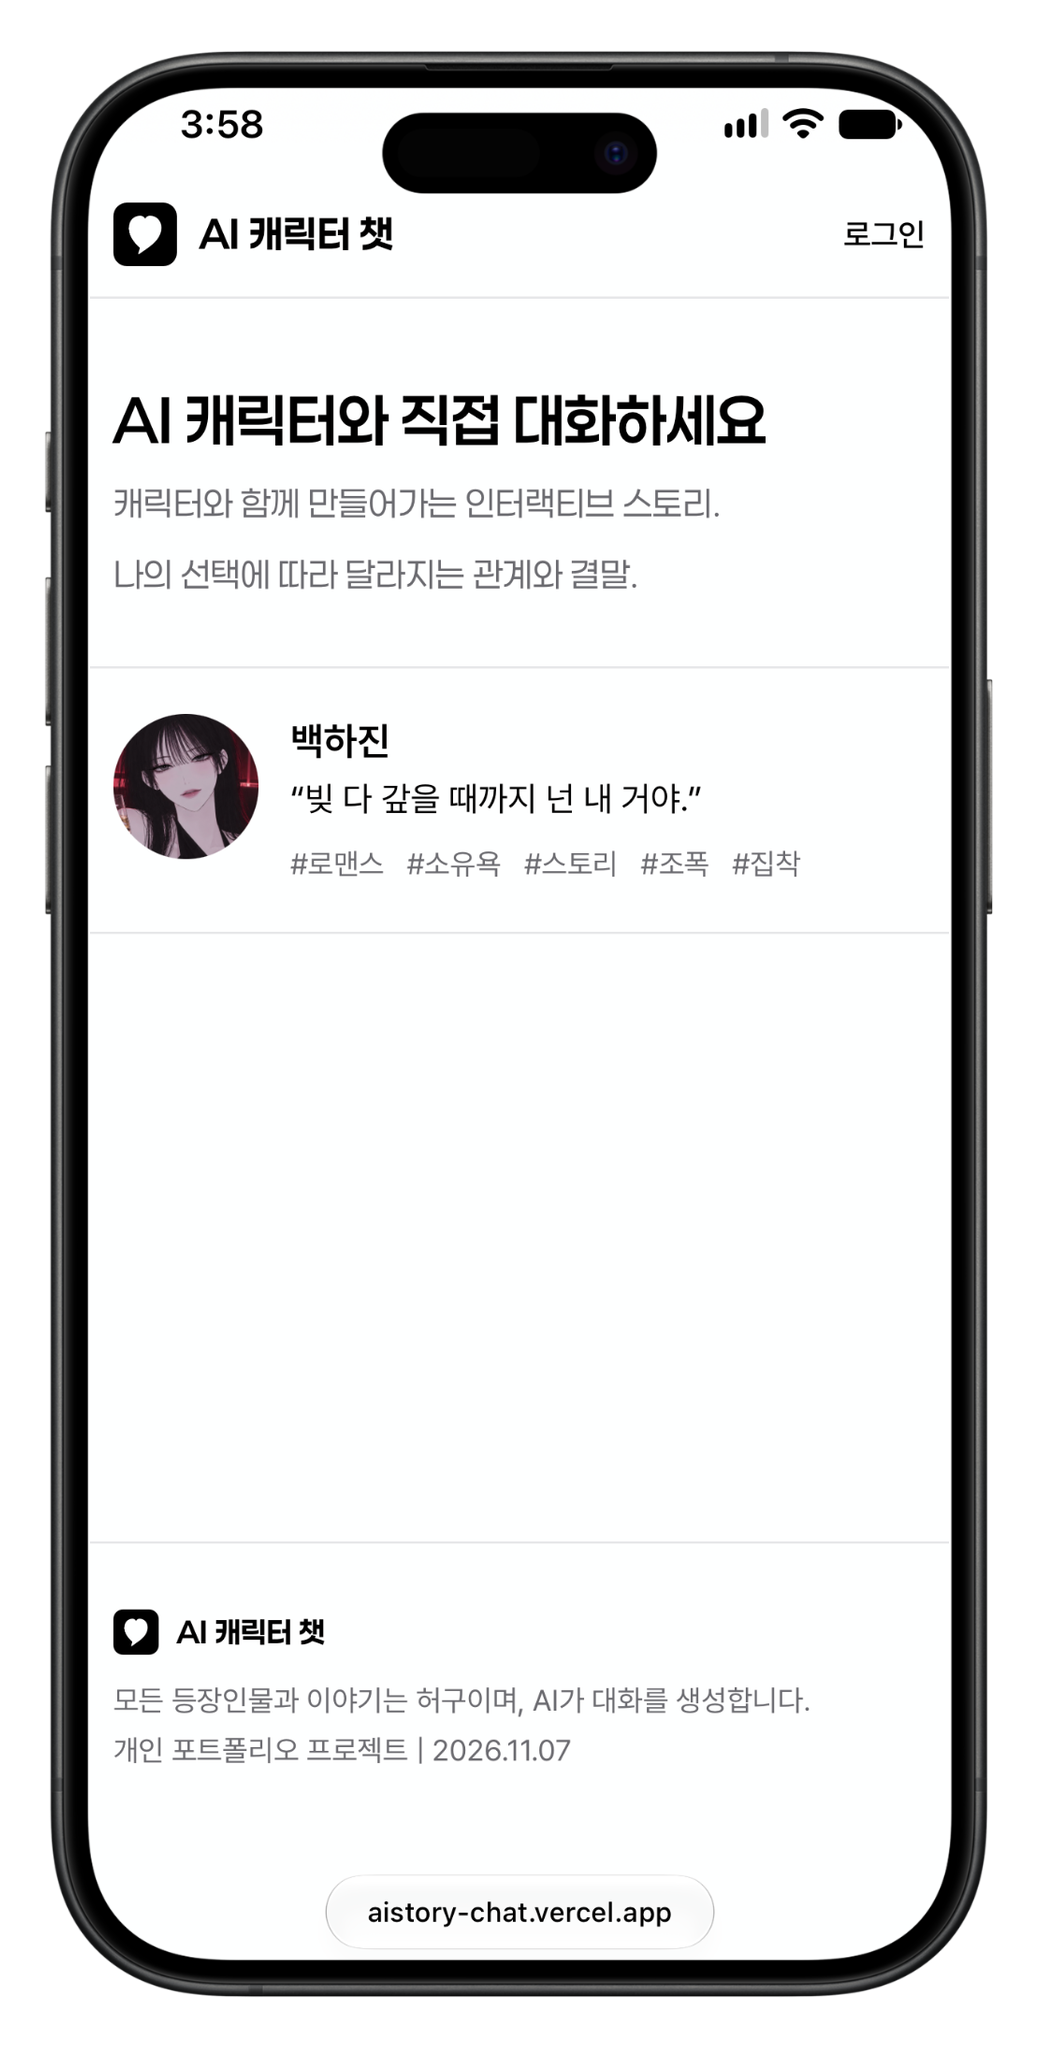 3:58
AI 캐릭터 챗
로그인
AI 캐릭터와 직접 대화하세요
캐릭터와 함께 만들어가는 인터랙티브 스토리.
나의 선택에 따라 달라지는 관계와 결말.
백하진
“빚 다 갚을 때까지 넌 내 거야.”
#로맨스 #소유욕 #스토리 #조폭 #집착
AI 캐릭터 챗
모든 등장인물과 이야기는 허구이며, AI가 대화를 생성합니다.
개인 포트폴리오 프로젝트 | 2026.11.07
aistory-chat.vercel.app